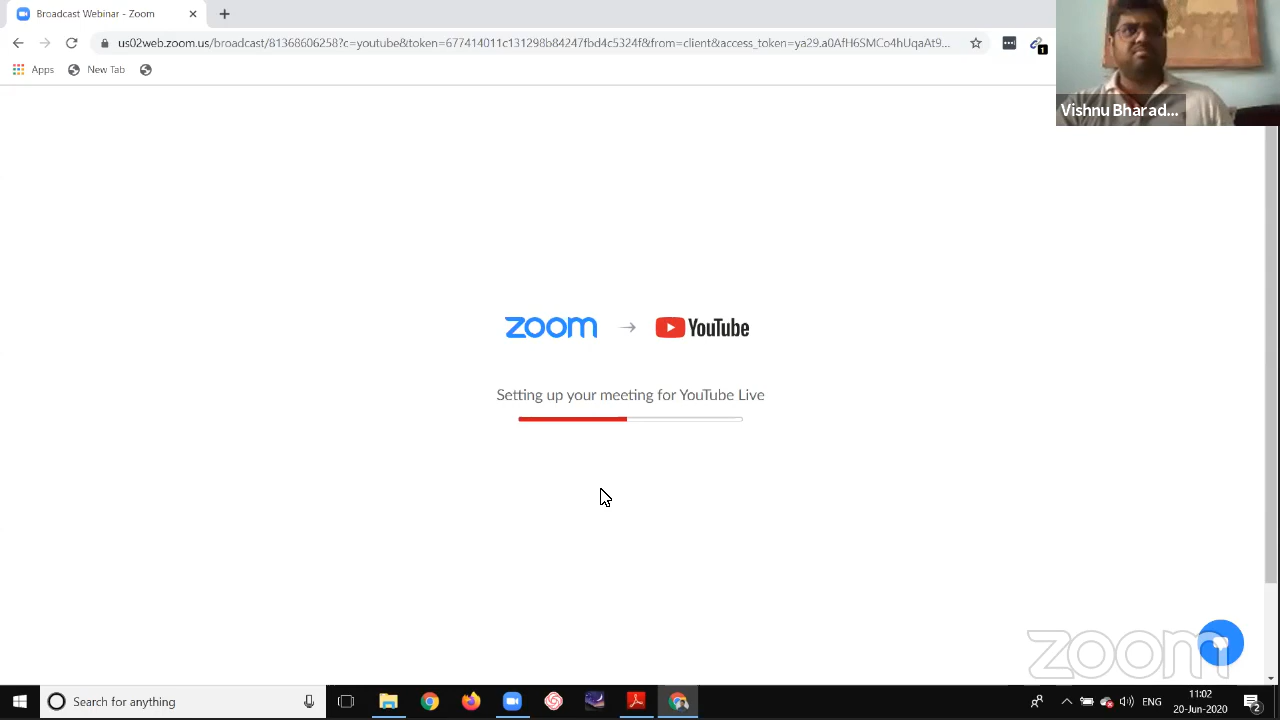 Broadcast Webinar - Zoom
us02web.zoom.us/broadcast/81368606258?c=youtube&token=677414011c131298b84247fbd4c5324f&from=client&access_token=ya29.a0AfH6SMCo4hUqaAt9...
1
Apps
New Tab
Vishnu Bharad...
zoom → YouTube
Setting up your meeting for YouTube Live
zoom
Search for anything
ENG
11:02
20-Jun-2020
2